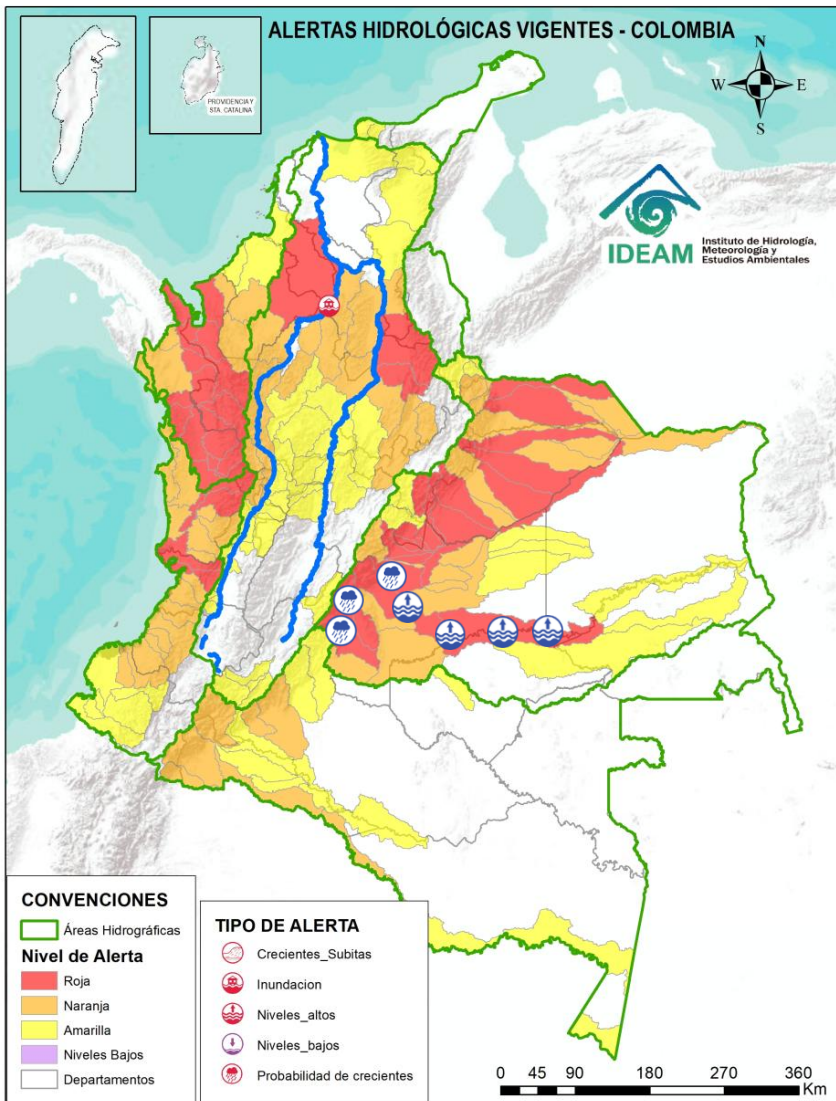 ALERTAS HIDROLÓGICAS VIGENTES - COLOMBIA
PROVIDENCIA Y
STA. CATALINA
N
W
E
S
IDEAM
Instituto de Hidrología,
Meteorología y
Estudios Ambientales
CONVENCIONES
Áreas Hidrográficas
Nivel de Alerta
Roja
Naranja
Amarilla
Niveles Bajos
Departamentos
TIPO DE ALERTA
Crecientes_Subitas
Inundacion
Niveles_altos
Niveles_bajos
Probabilidad de crecientes
0 45 90 180 270 360
Km